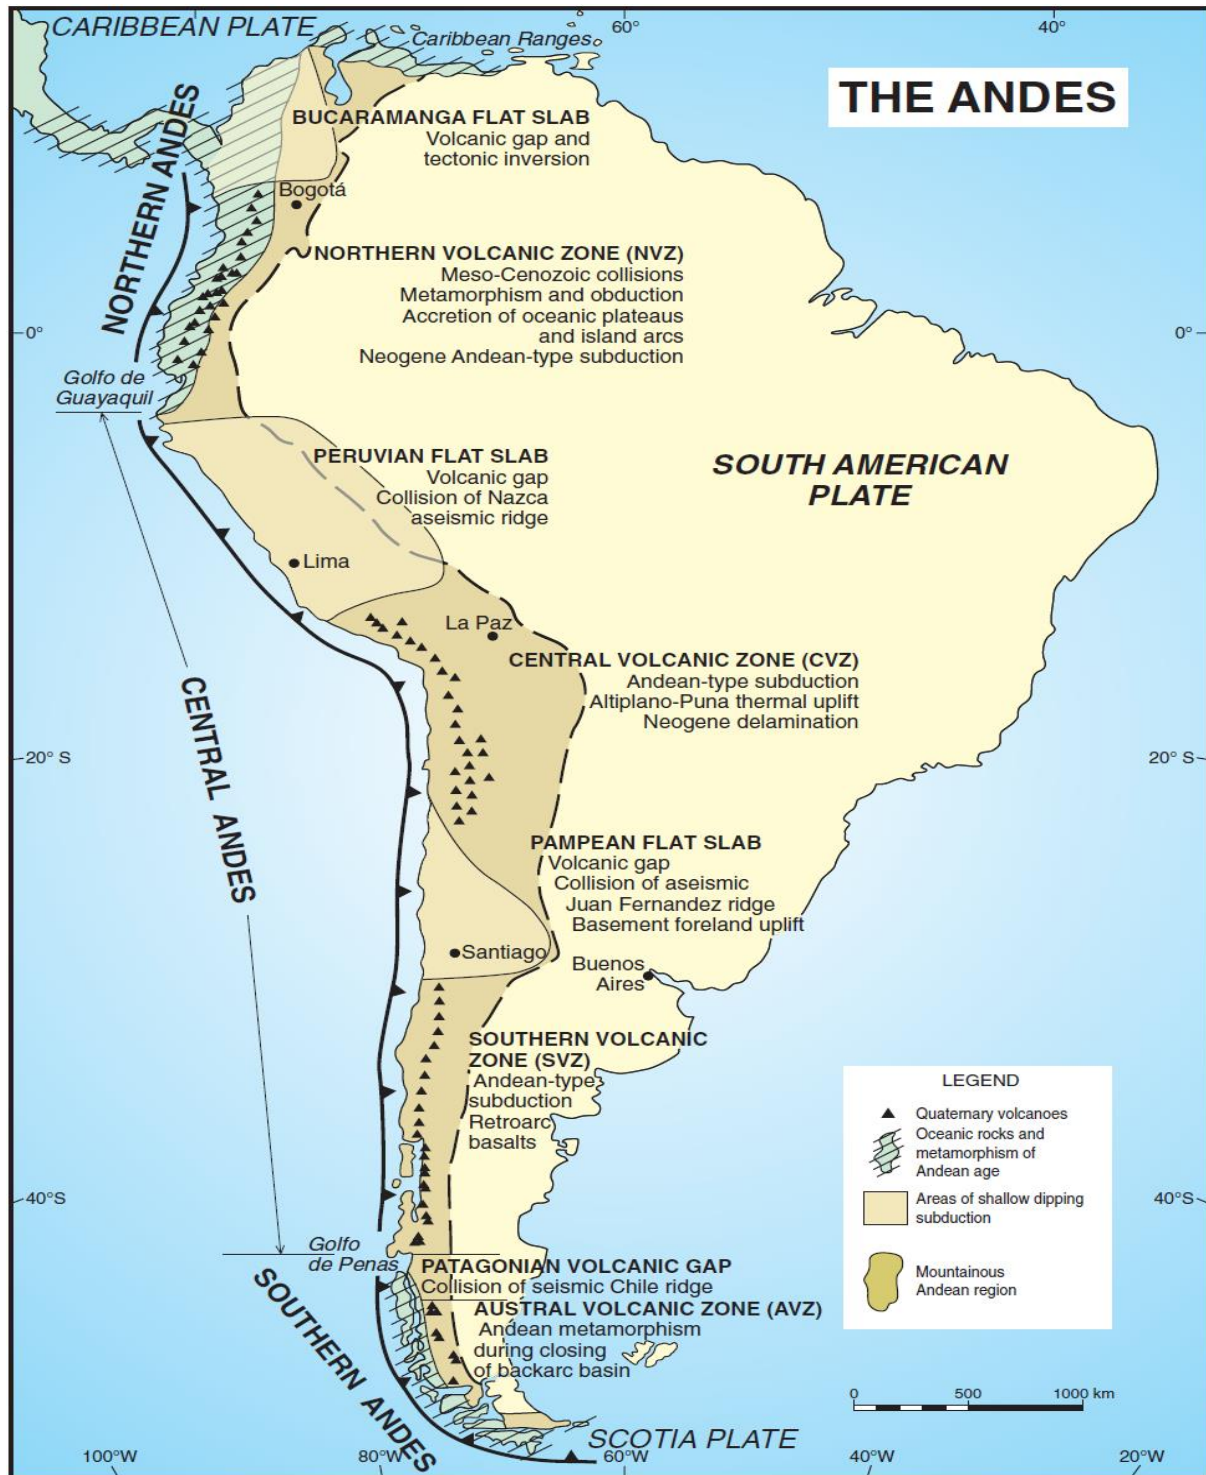 CARIBBEAN PLATE
Caribbean Ranges
60°
40°
THE ANDES
BUCARAMANGA FLAT SLAB
Volcanic gap and
tectonic inversion
NORTHERN ANDES
Bogotá
NORTHERN VOLCANIC ZONE (NVZ)
Meso-Cenozoic collisions
Metamorphism and obduction
Accretion of oceanic plateaus
and island arcs
Neogene Andean-type subduction
0°
0°
Golfo de
Guayaquil
PERUVIAN FLAT SLAB
Volcanic gap
Collision of Nazca
aseismic ridge
SOUTH AMERICAN
PLATE
Lima
La Paz
CENTRAL VOLCANIC ZONE (CVZ)
Andean-type subduction
Altiplano-Puna thermal uplift
Neogene delamination
CENTRAL ANDES
20° S
20° S
PAMPEAN FLAT SLAB
Volcanic gap
Collision of aseismic
Juan Fernandez ridge
Basement foreland uplift
Santiago
Buenos
Aires
SOUTHERN VOLCANIC
ZONE (SVZ)
Andean-type
subduction
Retroarc
basalts
LEGEND
Quaternary volcanoes
Oceanic rocks and
metamorphism of
Andean age
Areas of shallow dipping
subduction
Mountainous
Andean region
40°S
40°S
Golfo
de Penas
PATAGONIAN VOLCANIC GAP
Collision of seismic Chile ridge
SOUTHERN ANDES
AUSTRAL VOLCANIC ZONE (AVZ)
Andean metamorphism
during closing
of backarc basin
0 500 1000 km
SCOTIA PLATE
100°W
80°W
60°W
40°W
20°W